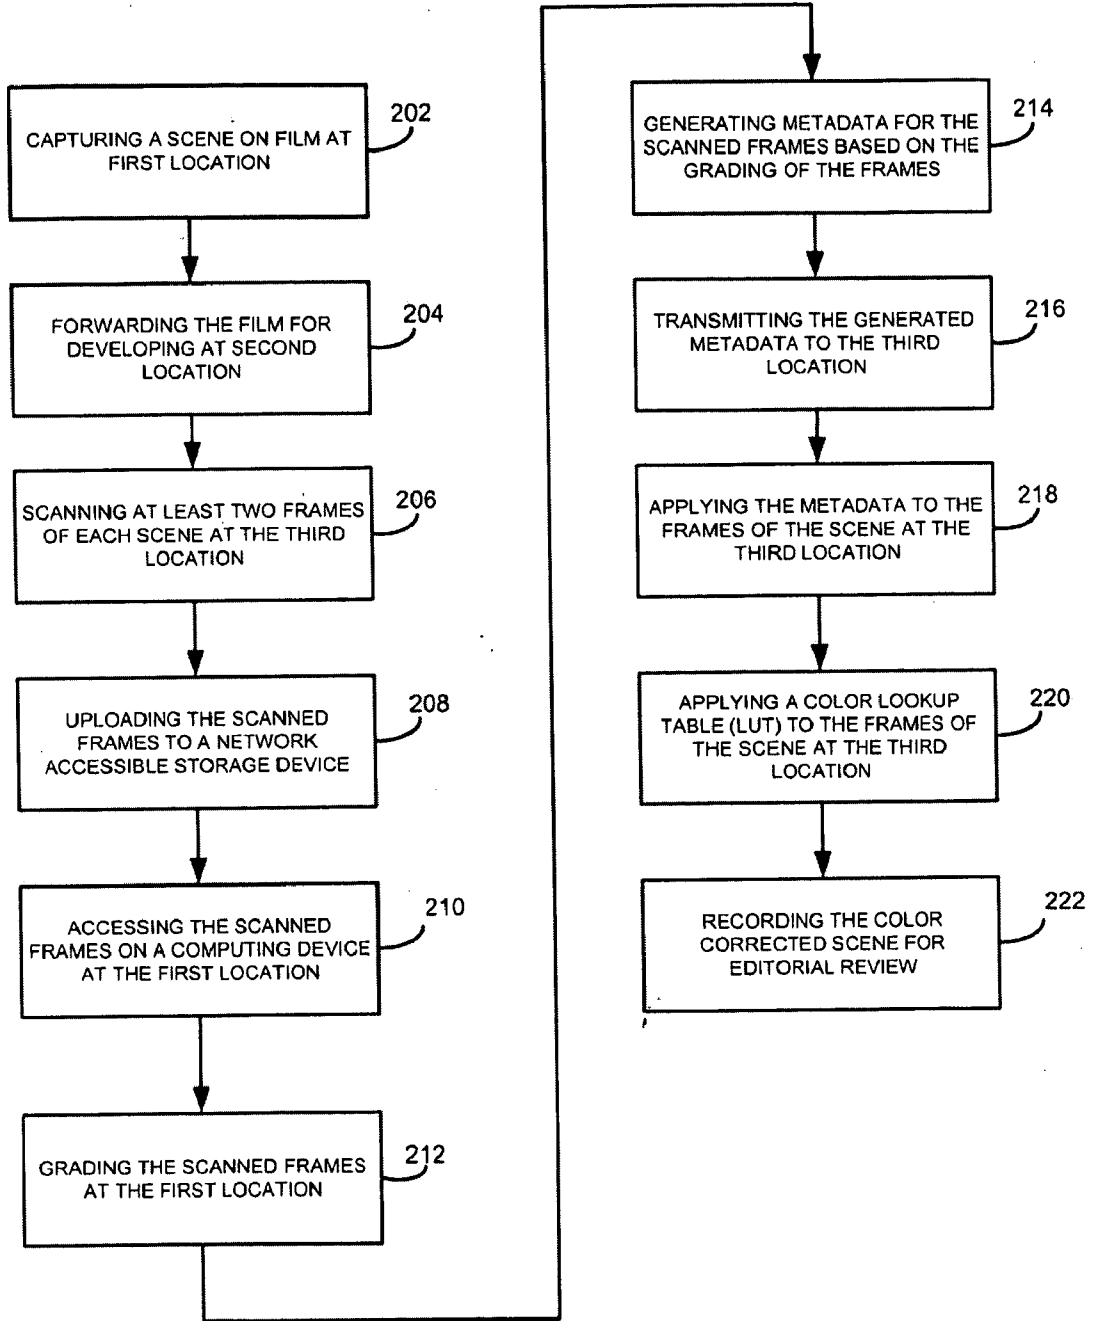 CAPTURING A SCENE ON FILM AT
FIRST LOCATION
202
FORWARDING THE FILM FOR
DEVELOPING AT SECOND
LOCATION
204
SCANNING AT LEAST TWO FRAMES
OF EACH SCENE AT THE THIRD
LOCATION
206
UPLOADING THE SCANNED
FRAMES TO A NETWORK
ACCESSIBLE STORAGE DEVICE
208
ACCESSING THE SCANNED
FRAMES ON A COMPUTING DEVICE
AT THE FIRST LOCATION
210
GRADING THE SCANNED FRAMES
AT THE FIRST LOCATION
212
GENERATING METADATA FOR THE
SCANNED FRAMES BASED ON THE
GRADING OF THE FRAMES
214
TRANSMITTING THE GENERATED
METADATA TO THE THIRD
LOCATION
216
APPLYING THE METADATA TO THE
FRAMES OF THE SCENE AT THE
THIRD LOCATION
218
APPLYING A COLOR LOOKUP
TABLE (LUT) TO THE FRAMES OF
THE SCENE AT THE THIRD
LOCATION
220
RECORDING THE COLOR
CORRECTED SCENE FOR
EDITORIAL REVIEW
222